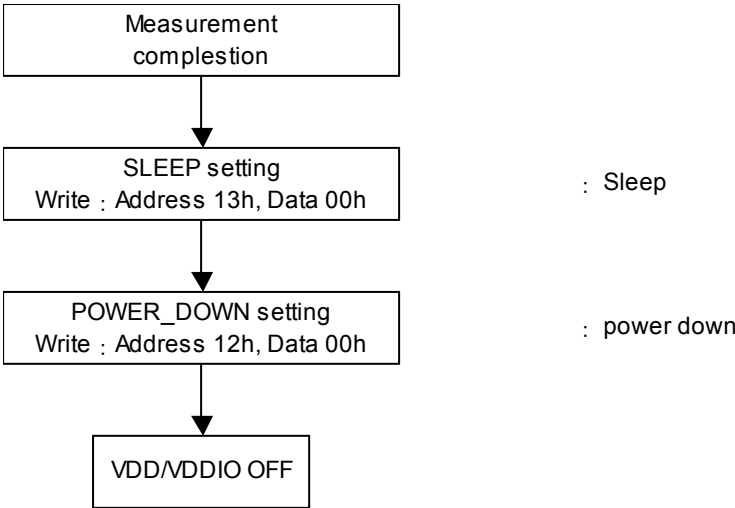 Measurement
complestion
SLEEP setting
Write : Address 13h, Data 00h
: Sleep
POWER_DOWN setting
Write : Address 12h, Data 00h
: power down
VDD/VDDIO OFF